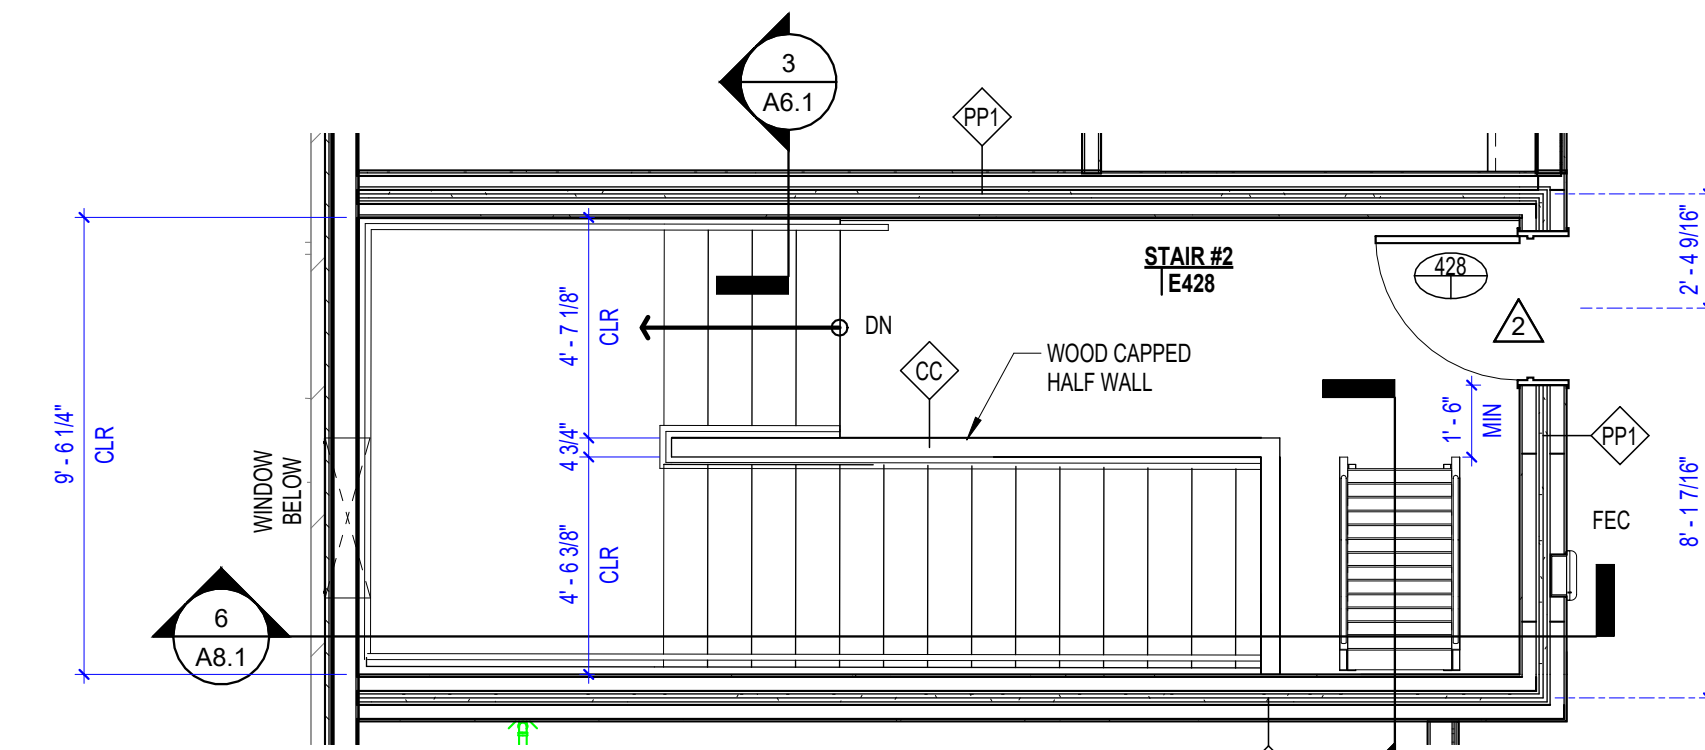 3
A6.1
PP1
STAIR #2
E428
428
2
2' - 4 9/16"
4' - 7 1/8"
CLR
DN
CC
WOOD CAPPED
HALF WALL
1' - 6"
MIN
PP1
9' - 6 1/4"
CLR
4 3/4"
WINDOW
BELOW
4' - 6 3/8"
CLR
FEC
8' - 1 7/16"
6
A8.1